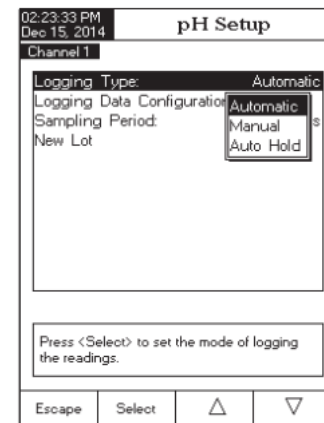 02:23:33 PM
Dec 15, 2014
pH Setup
Channel 1
Logging Type: Automatic
Logging Data Configuration
Automatic
Sampling Period: s
Manual
New Lot
Auto Hold
Press <Select> to set the mode of logging
the readings.
Escape Select △ ▽